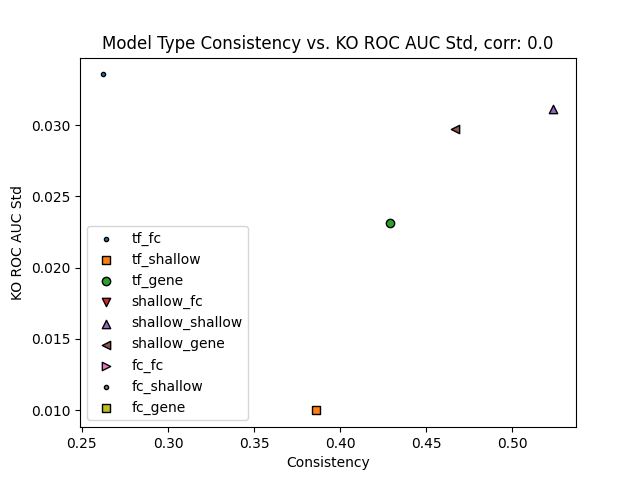 Model Type Consistency vs. KO ROC AUC Std, corr: 0.0
KO ROC AUC Std
0.030
0.025
0.020
0.015
0.010
tf_fc
tf_shallow
tf_gene
shallow_fc
shallow_shallow
shallow_gene
fc_fc
fc_shallow
fc_gene
0.25
0.30
0.35
0.40
0.45
0.50
Consistency